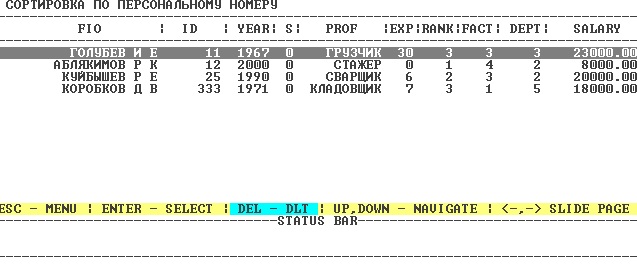 СОРТИРОВКА ПО ПЕРСОНАЛЬНОМУ НОМЕРУ
FIO ¦ ID ¦ YEAR¦ S¦ PROF ¦EXP¦RANK¦FACT¦ DEPT¦ SALARY
ГОЛУБЕВ И Е 11 1967 0 ГРУЗЧИК 30 3 3 3 23000.00
АБЛЯКИМОВ Р К 12 2000 0 СТАЖЕР 0 1 4 2 8000.00
КУЙБЫШЕВ Р Е 25 1990 0 СВАРЩИК 6 2 3 2 20000.00
КОРОБКОВ Д В 333 1971 0 КЛАДОВЩИК 7 3 1 5 18000.00
ESC - MENU ¦ ENTER - SELECT ¦ DEL - DLT ¦ UP,DOWN - NAVIGATE ¦ <-,-> SLIDE PAGE
STATUS BAR